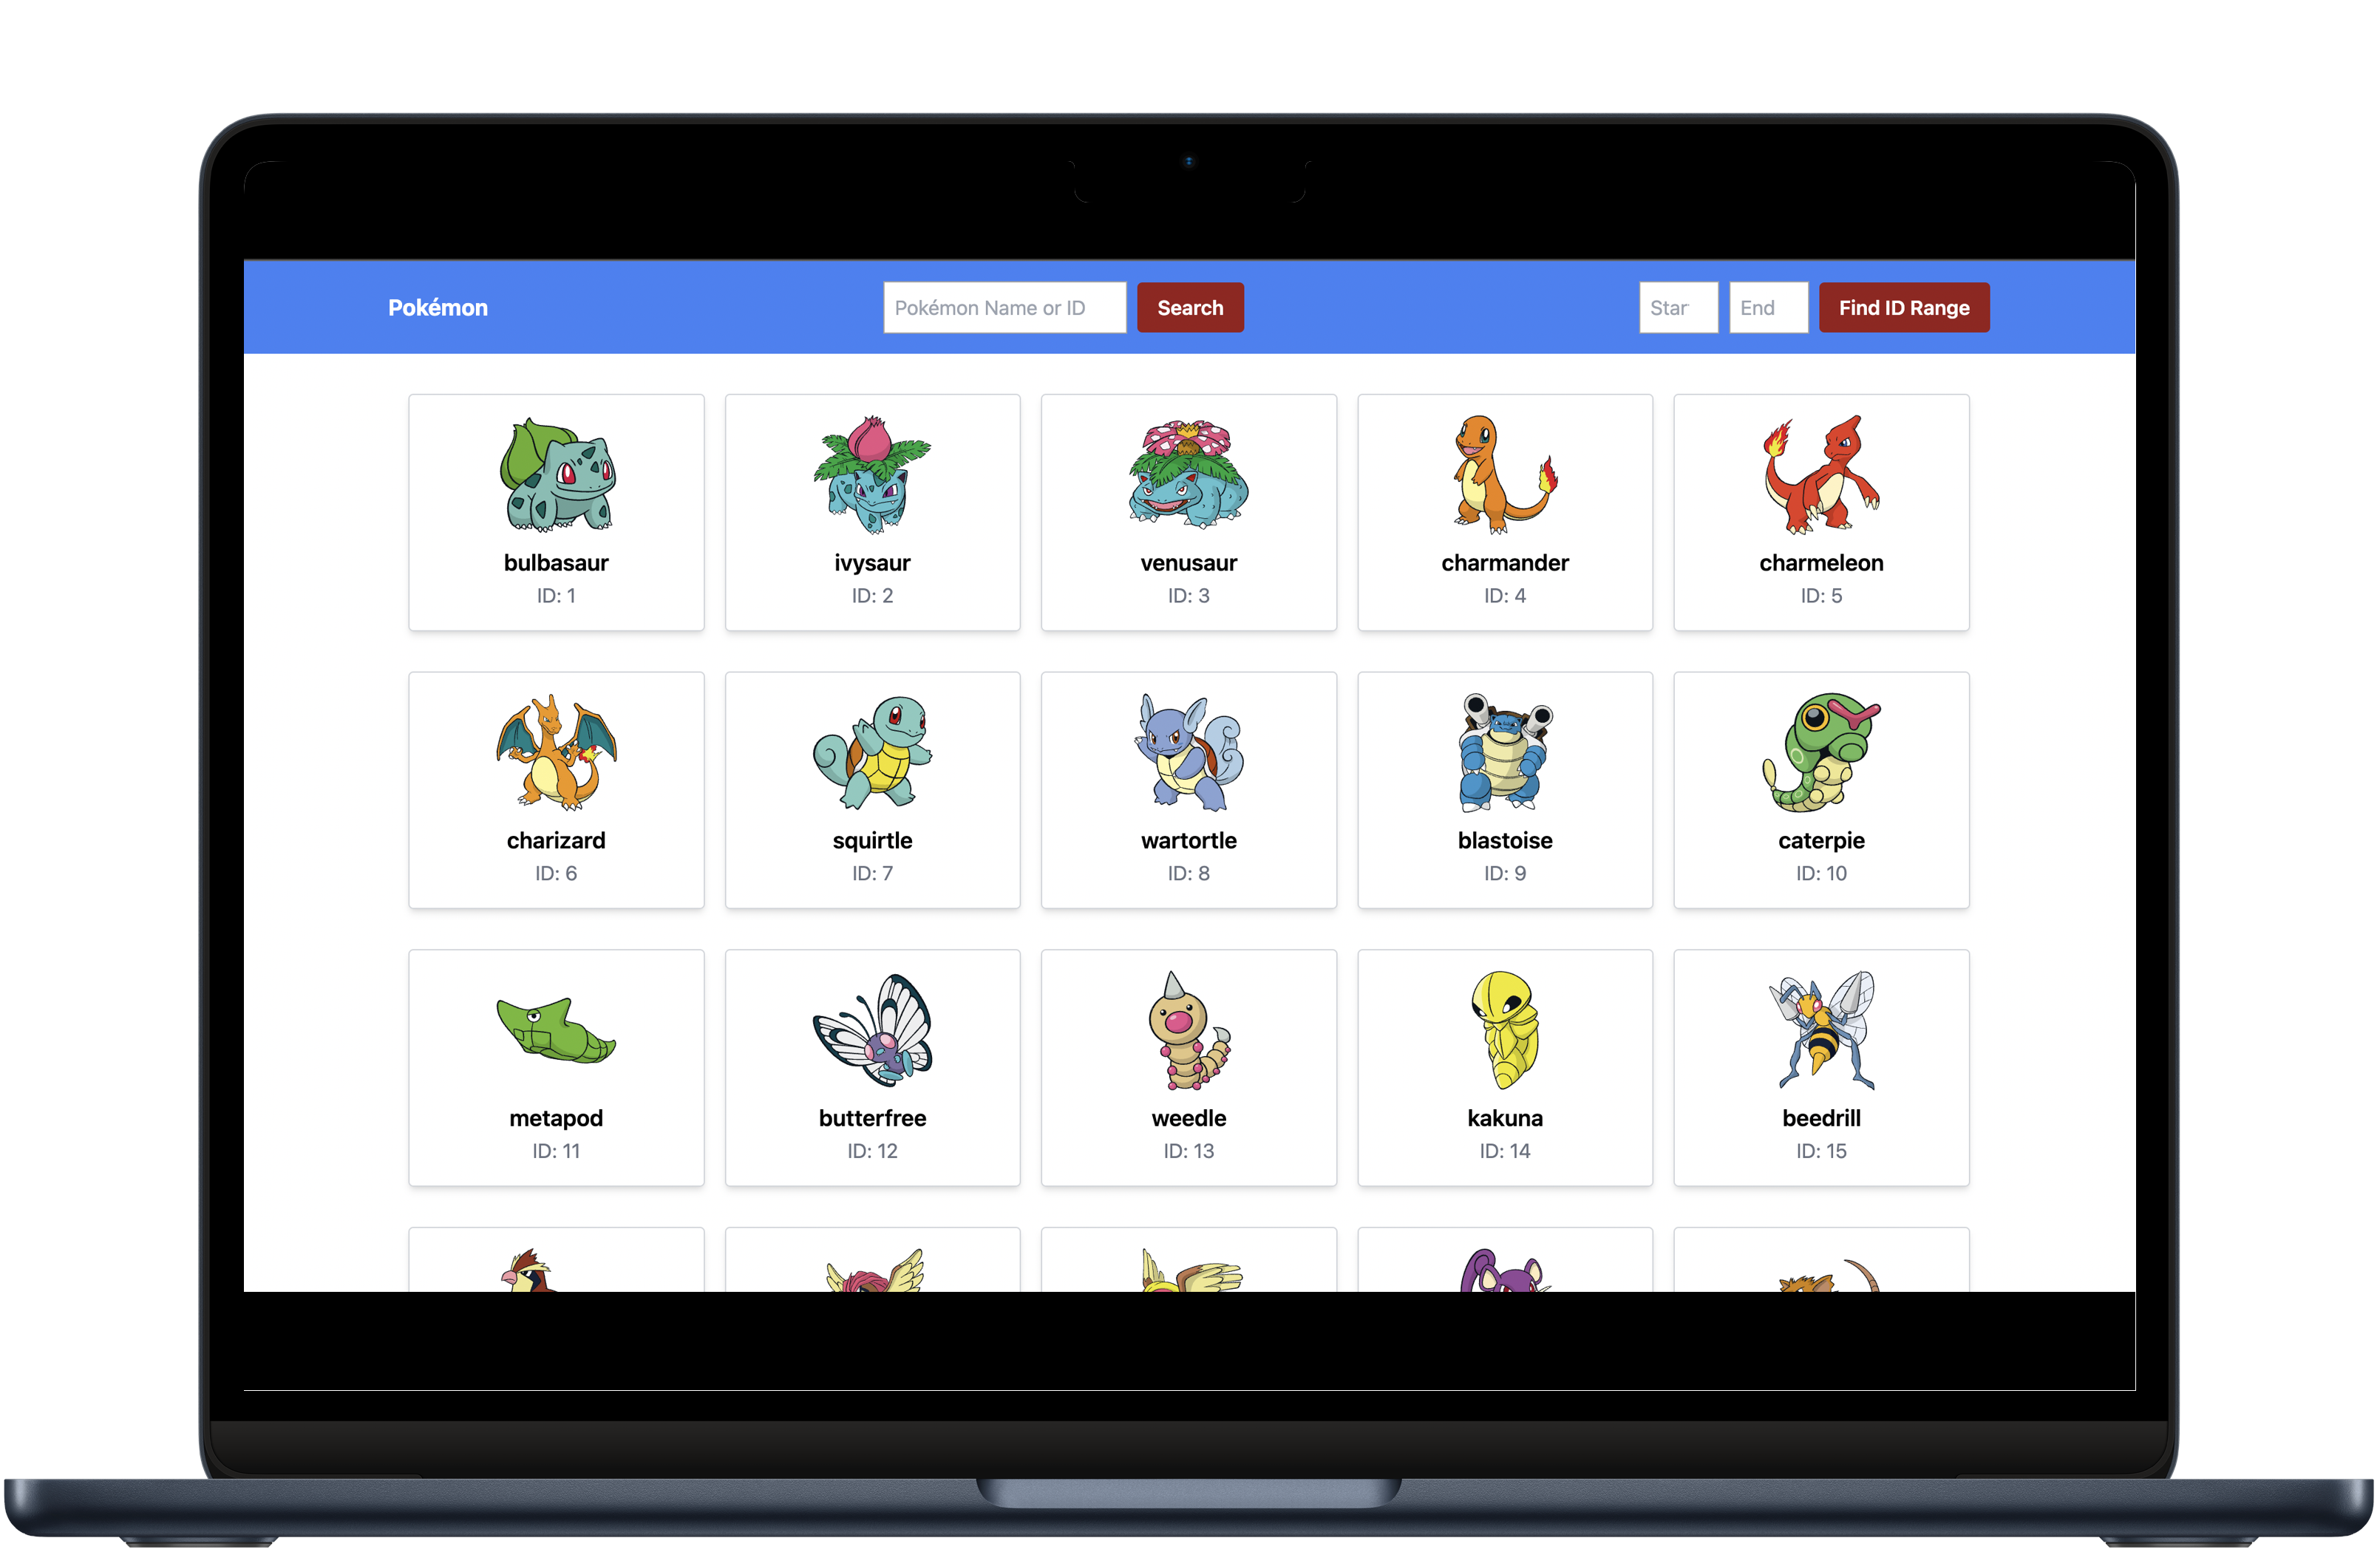 Pokémon
Pokémon Name or ID
Search
Star
End
Find ID Range
bulbasaur
ID: 1
ivysaur
ID: 2
venusaur
ID: 3
charmander
ID: 4
charmeleon
ID: 5
charizard
ID: 6
squirtle
ID: 7
wartortle
ID: 8
blastoise
ID: 9
caterpie
ID: 10
metapod
ID: 11
butterfree
ID: 12
weedle
ID: 13
kakuna
ID: 14
beedrill
ID: 15